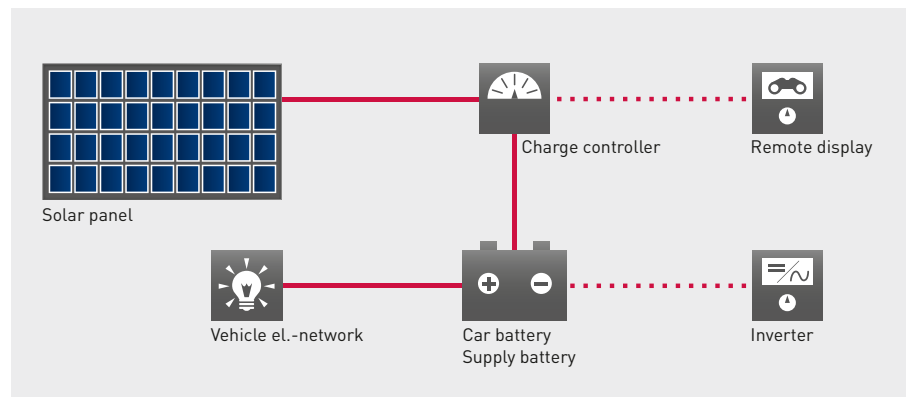 Charge controller
Remote display
Solar panel
Vehicle el.-network
Car battery
Supply battery
Inverter